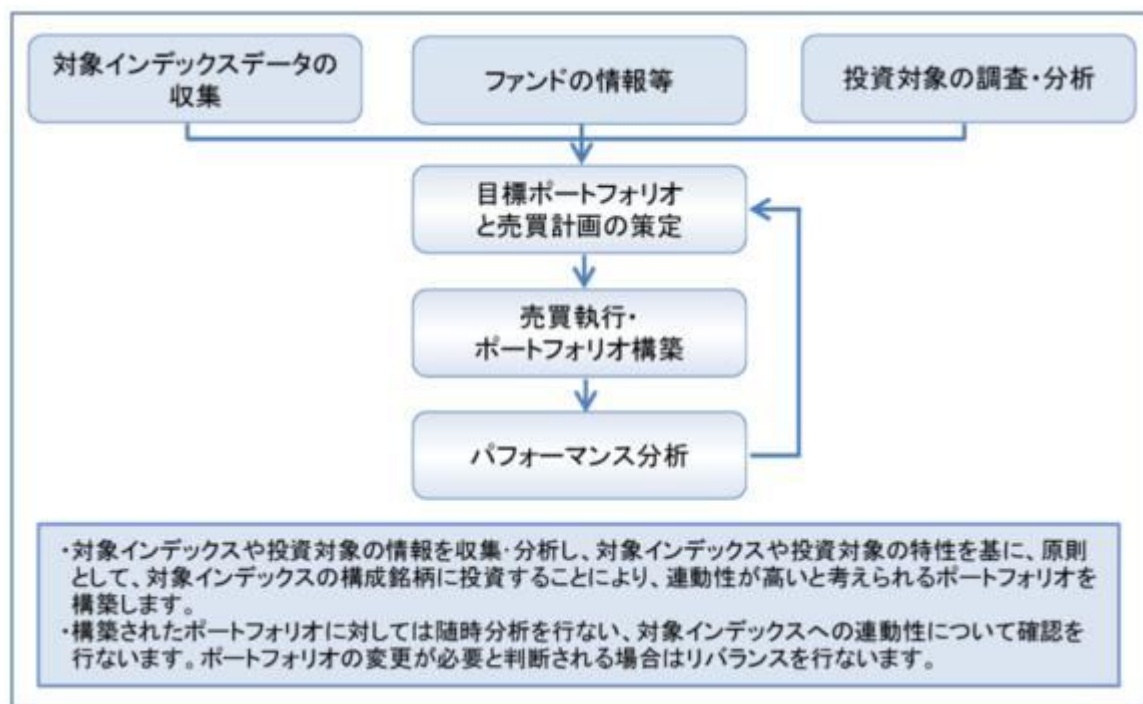 対象インデックスデータの
収集
ファンドの情報等
投資対象の調査・分析
目標ポートフォリオ
と売買計画の策定
売買執行・
ポートフォリオ構築
パフォーマンス分析
・対象インデックスや投資対象の情報を収集・分析し、対象インデックスや投資対象の特性を基に、原則
として、対象インデックスの構成銘柄に投資することにより、連動性が高いと考えられるポートフォリオを
構築します。
・構築されたポートフォリオに対しては随時分析を行ない、対象インデックスへの連動性について確認を
行ないます。ポートフォリオの変更が必要と判断される場合はリバランスを行ないます。